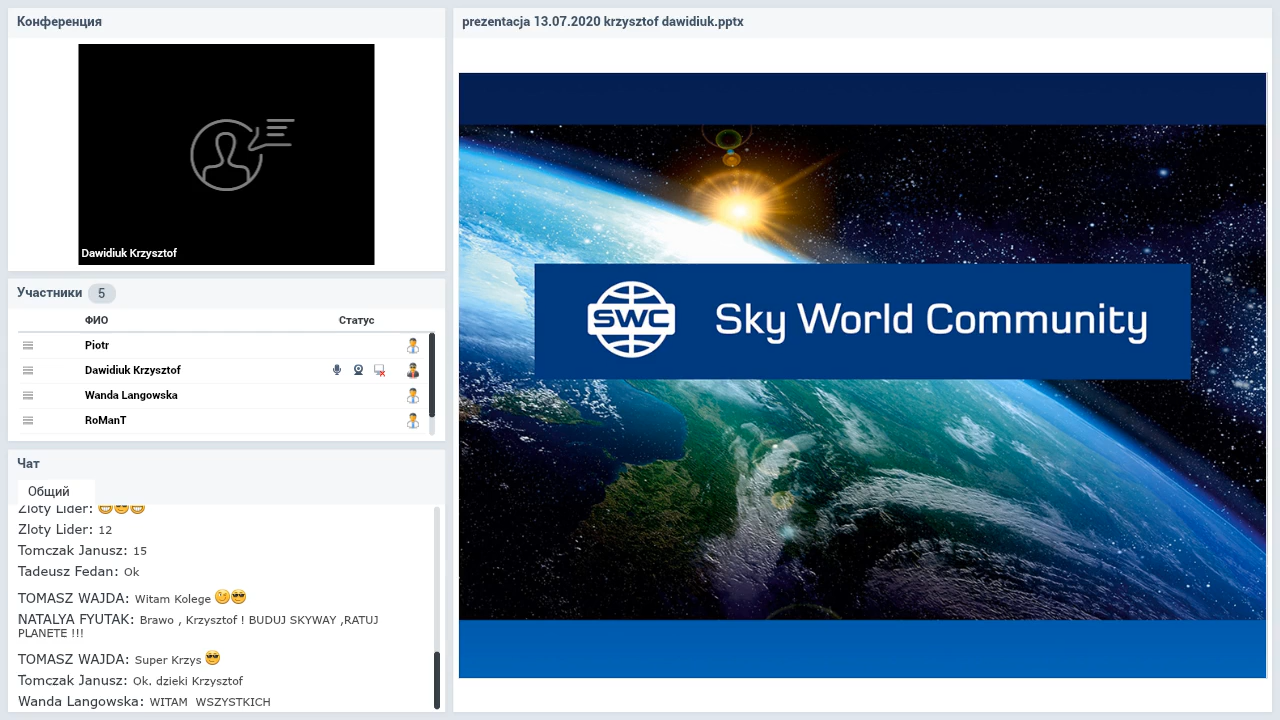 Конференция
Dawidiuk Krzysztof
Участники 5
ФИО Статус
Piotr
Dawidiuk Krzysztof
Wanda Langowska
RoManT
Чат
Общий
Zloty Lider:
Zloty Lider: 12
Tomczak Janusz: 15
Tadeusz Fedan: Ok
TOMASZ WAJDA: Witam Kolege
NATALYA FYUTAK: Brawo , Krzysztof ! BUDUJ SKYWAY ,RATUJ
PLANETE !!!
TOMASZ WAJDA: Super Krzys
Tomczak Janusz: Ok. dzieki Krzysztof
Wanda Langowska: WITAM WSZYSTKICH
prezentacja 13.07.2020 krzysztof dawidiuk.pptx
SWC Sky World Community